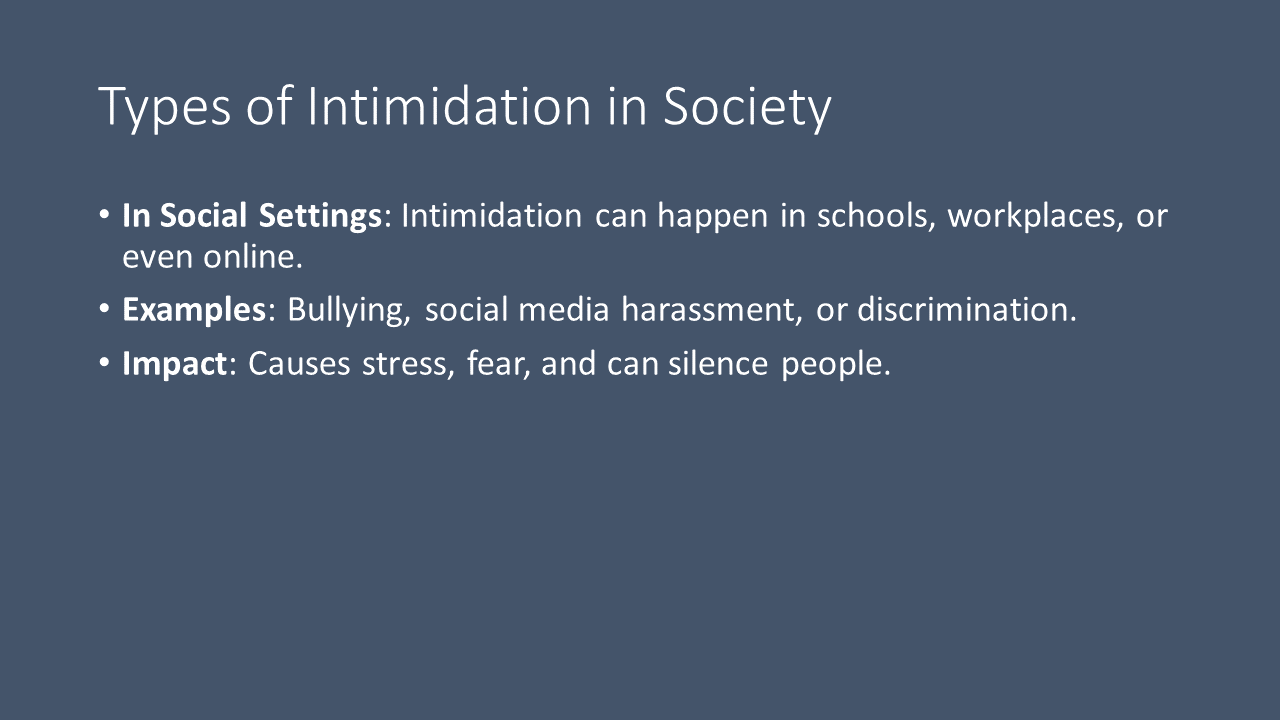 Types of Intimidation in Society
• In Social Settings: Intimidation can happen in schools, workplaces, or
even online.
• Examples: Bullying, social media harassment, or discrimination.
• Impact: Causes stress, fear, and can silence people.